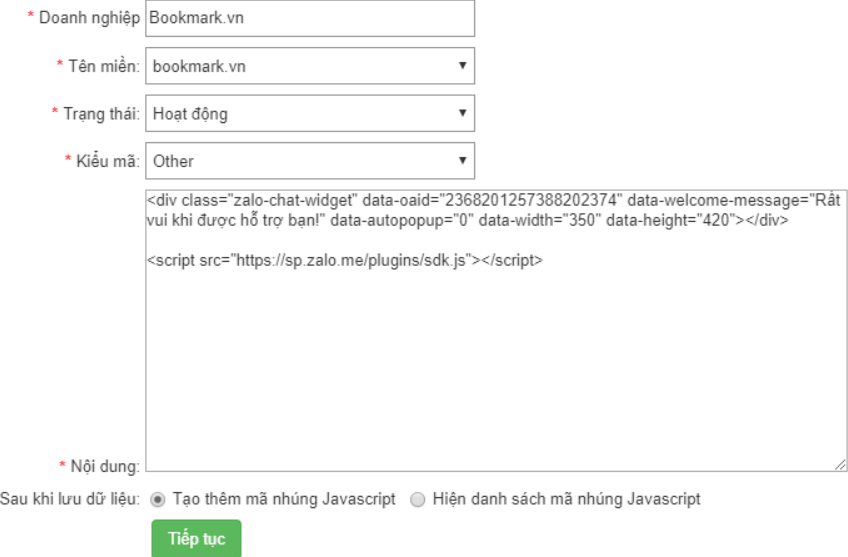 * Doanh nghiệp Bookmark.vn
* Tên miền: bookmark.vn
* Trạng thái: Hoạt động
* Kiểu mã: Other
<div class="zalo-chat-widget" data-oaid="2368201257388202374" data-welcome-message="Rất
vui khi được hỗ trợ bạn!" data-autopopup="0" data-width="350" data-height="420"></div>
<script src="https://sp.zalo.me/plugins/sdk.js"></script>
* Nội dung:
Sau khi lưu dữ liệu: Tạo thêm mã nhúng Javascript Hiện danh sách mã nhúng Javascript
Tiếp tục